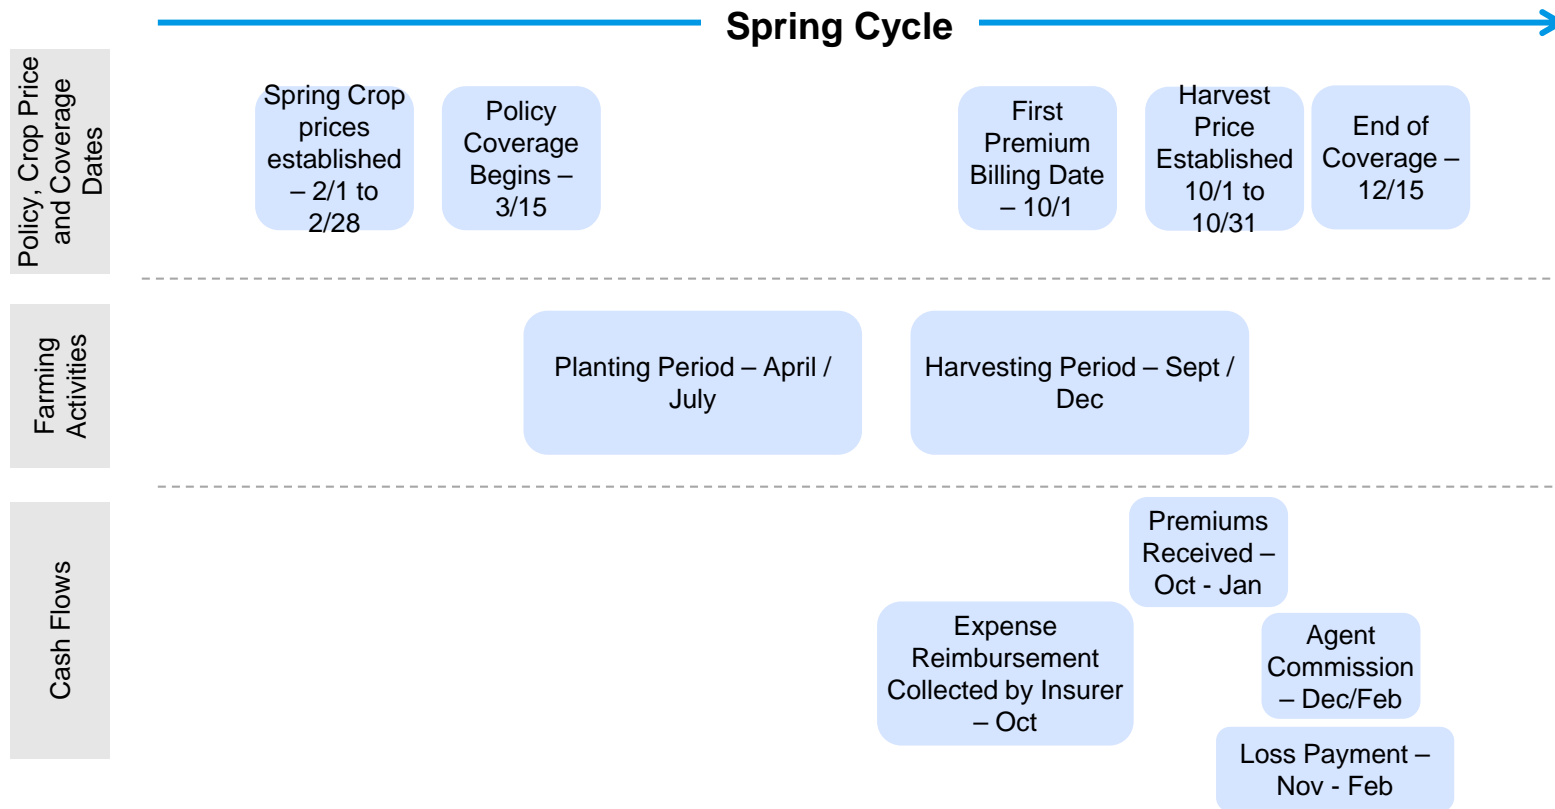 Spring Cycle
Policy, Crop Price
and Coverage
Dates
Spring Crop
prices
established
– 2/1 to
2/28
Policy
Coverage
Begins –
3/15
First
Premium
Billing Date
– 10/1
Harvest
Price
Established
10/1 to
10/31
End of
Coverage –
12/15
Farming
Activities
Planting Period – April /
July
Harvesting Period – Sept /
Dec
Cash Flows
Premiums
Received –
Oct - Jan
Expense
Reimbursement
Collected by Insurer
– Oct
Agent
Commission
– Dec/Feb
Loss Payment –
Nov - Feb